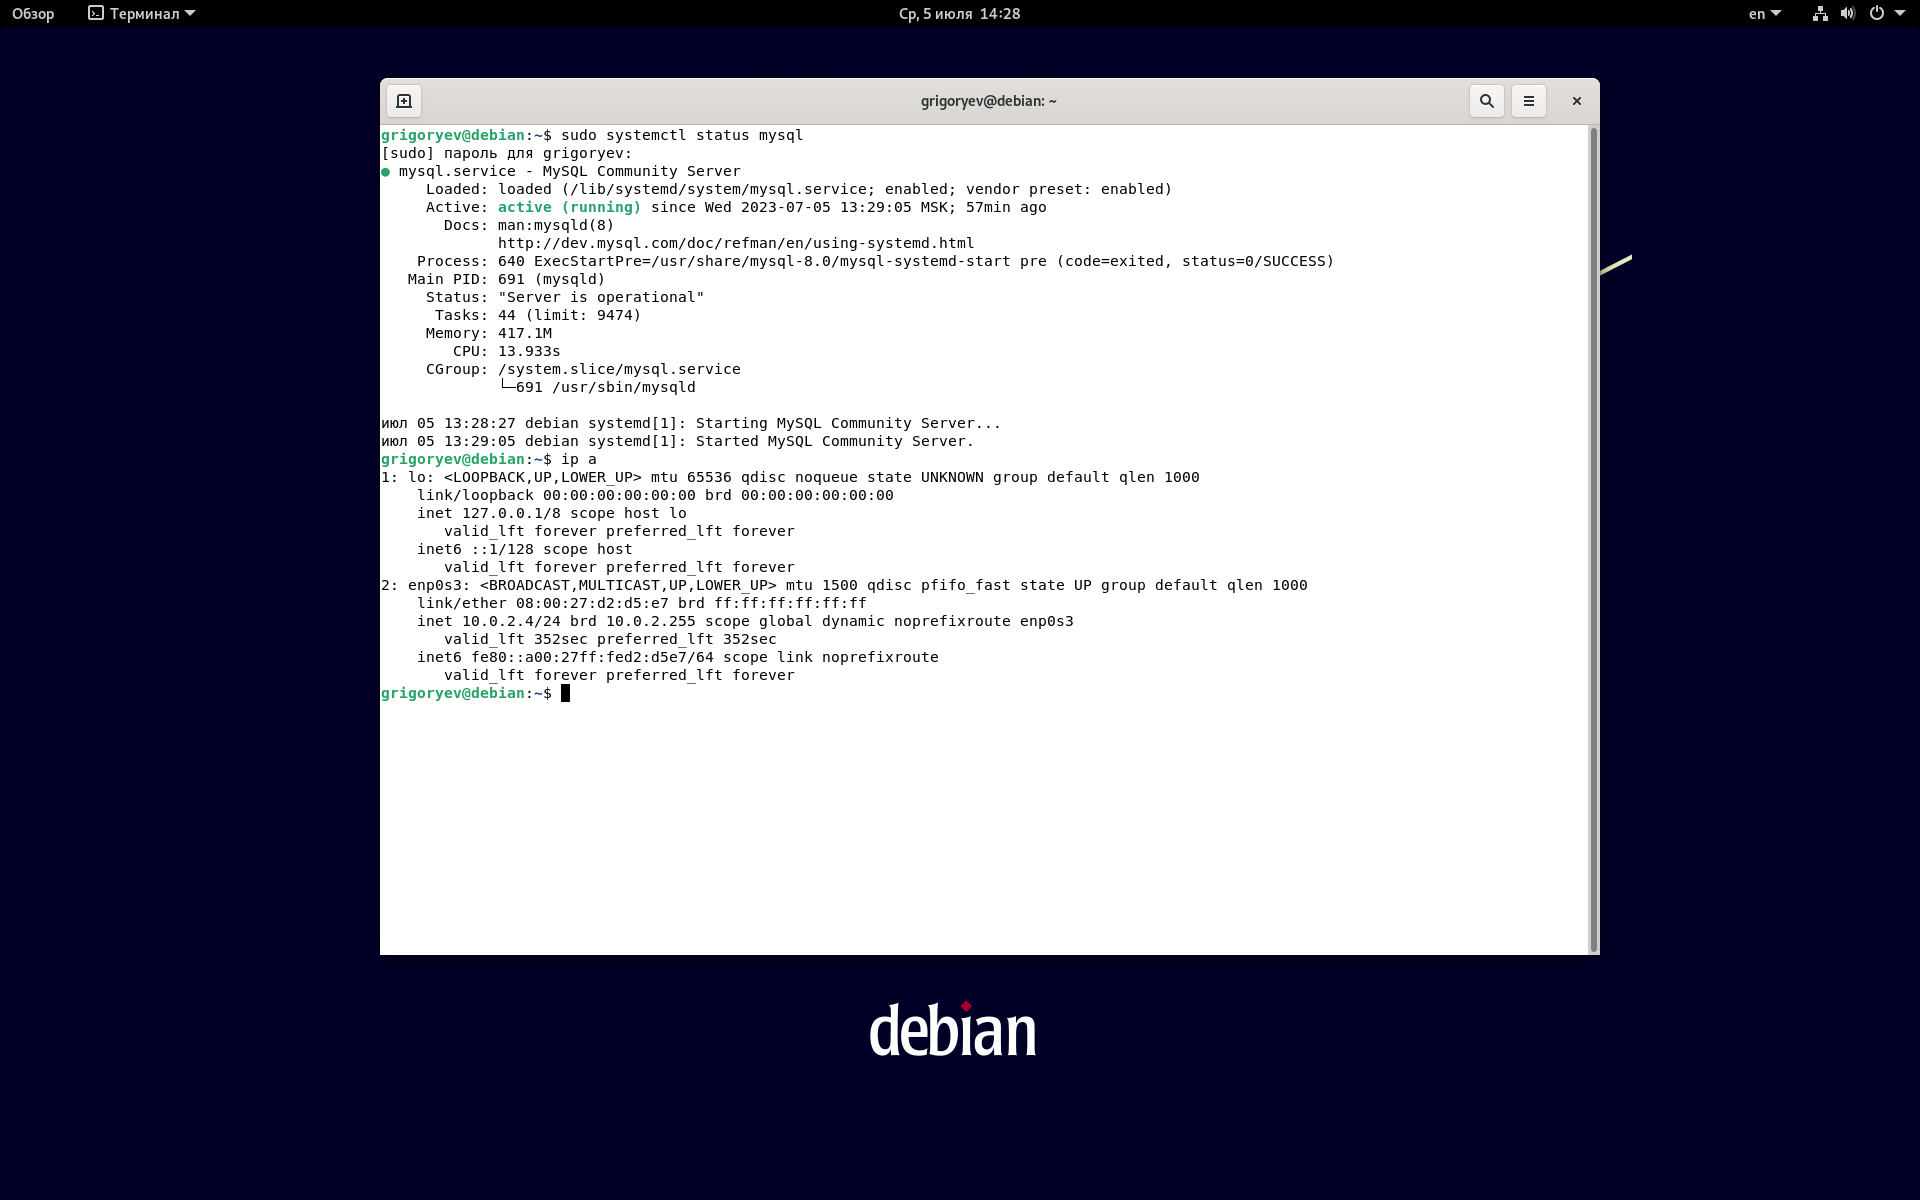 Обзор Терминал Ср, 5 июля 14:28 en
grigoryev@debian: ~
grigoryev@debian:~$ sudo systemctl status mysql
[sudo] пароль для grigoryev:
● mysql.service - MySQL Community Server
     Loaded: loaded (/lib/systemd/system/mysql.service; enabled; vendor preset: enabled)
     Active: active (running) since Wed 2023-07-05 13:29:05 MSK; 57min ago
       Docs: man:mysqld(8)
             http://dev.mysql.com/doc/refman/en/using-systemd.html
    Process: 640 ExecStartPre=/usr/share/mysql-8.0/mysql-systemd-start pre (code=exited, status=0/SUCCESS)
   Main PID: 691 (mysqld)
     Status: "Server is operational"
      Tasks: 44 (limit: 9474)
     Memory: 417.1M
        CPU: 13.933s
     CGroup: /system.slice/mysql.service
             └─691 /usr/sbin/mysqld
июл 05 13:28:27 debian systemd[1]: Starting MySQL Community Server...
июл 05 13:29:05 debian systemd[1]: Started MySQL Community Server.
grigoryev@debian:~$ ip a
1: lo: <LOOPBACK,UP,LOWER_UP> mtu 65536 qdisc noqueue state UNKNOWN group default qlen 1000
    link/loopback 00:00:00:00:00:00 brd 00:00:00:00:00:00
    inet 127.0.0.1/8 scope host lo
       valid_lft forever preferred_lft forever
    inet6 ::1/128 scope host
       valid_lft forever preferred_lft forever
2: enp0s3: <BROADCAST,MULTICAST,UP,LOWER_UP> mtu 1500 qdisc pfifo_fast state UP group default qlen 1000
    link/ether 08:00:27:d2:d5:e7 brd ff:ff:ff:ff:ff:ff
    inet 10.0.2.4/24 brd 10.0.2.255 scope global dynamic noprefixroute enp0s3
       valid_lft 352sec preferred_lft 352sec
    inet6 fe80::a00:27ff:fed2:d5e7/64 scope link noprefixroute
       valid_lft forever preferred_lft forever
grigoryev@debian:~$
debian